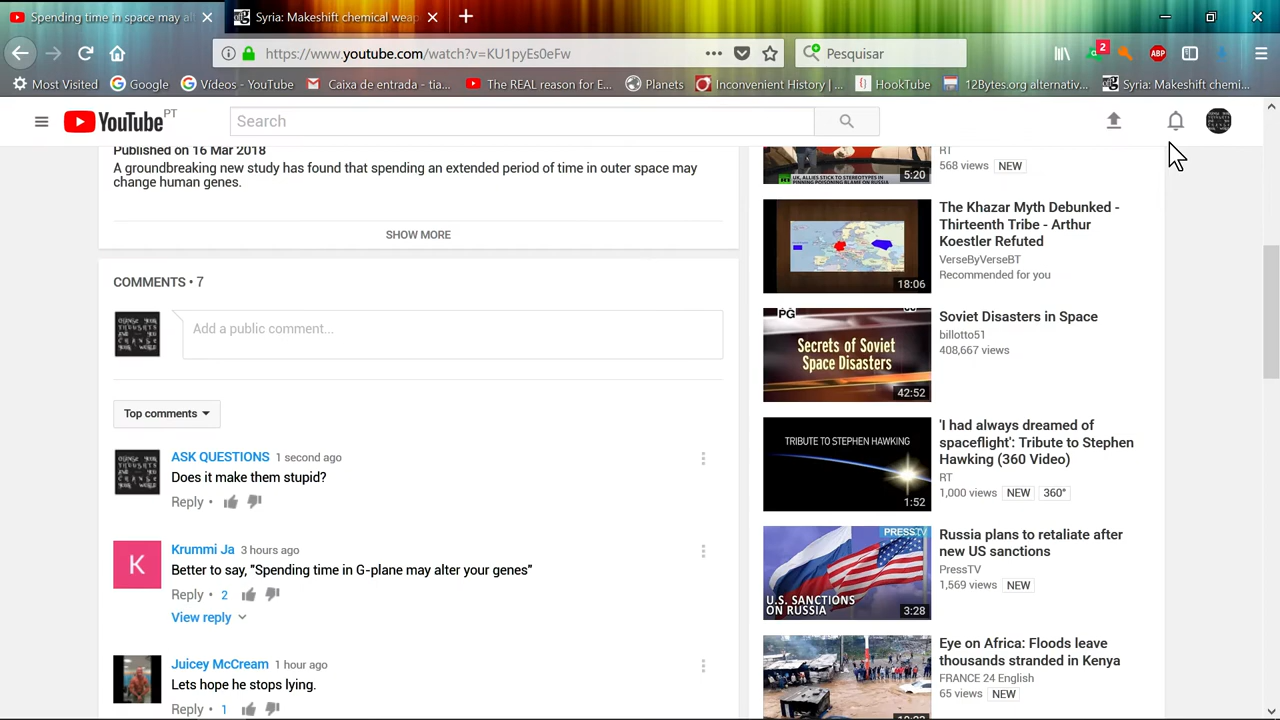 Spending time in space may al
Syria: Makeshift chemical weap
https://www.youtube.com/watch?v=KU1pyEs0eFw
Pesquisar
2
ABP
Most Visited
Google
Vídeos - YouTube
Caixa de entrada - tia...
The REAL reason for E...
Planets
Inconvenient History | ...
HookTube
12Bytes.org alternativ...
Syria: Makeshift chemi...
YouTube PT
Search
Published on 16 Mar 2018
A groundbreaking new study has found that spending an extended period of time in outer space may
change human genes.
SHOW MORE
COMMENTS • 7
Add a public comment...
Top comments
ASK QUESTIONS 1 second ago
Does it make them stupid?
Reply •
K
Krummi Ja 3 hours ago
Better to say, "Spending time in G-plane may alter your genes"
Reply • 2
View reply
Juicey McCream 1 hour ago
Lets hope he stops lying.
Reply • 1
UK, ALLIES STICK TO STEREOTYPES IN
PINNING POISONING BLAME ON RUSSIA
5:20
RT
568 views NEW
18:06
The Khazar Myth Debunked -
Thirteenth Tribe - Arthur
Koestler Refuted
VerseByVerseBT
Recommended for you
PG
Secrets of Soviet
Space Disasters
42:52
Soviet Disasters in Space
billotto51
408,667 views
TRIBUTE TO STEPHEN HAWKING
1:52
'I had always dreamed of
spaceflight': Tribute to Stephen
Hawking (360 Video)
RT
1,000 views NEW 360°
PRESSTV
U.S. SANCTIONS
ON RUSSIA
3:28
Russia plans to retaliate after
new US sanctions
PressTV
1,569 views NEW
Eye on Africa: Floods leave
thousands stranded in Kenya
FRANCE 24 English
65 views NEW